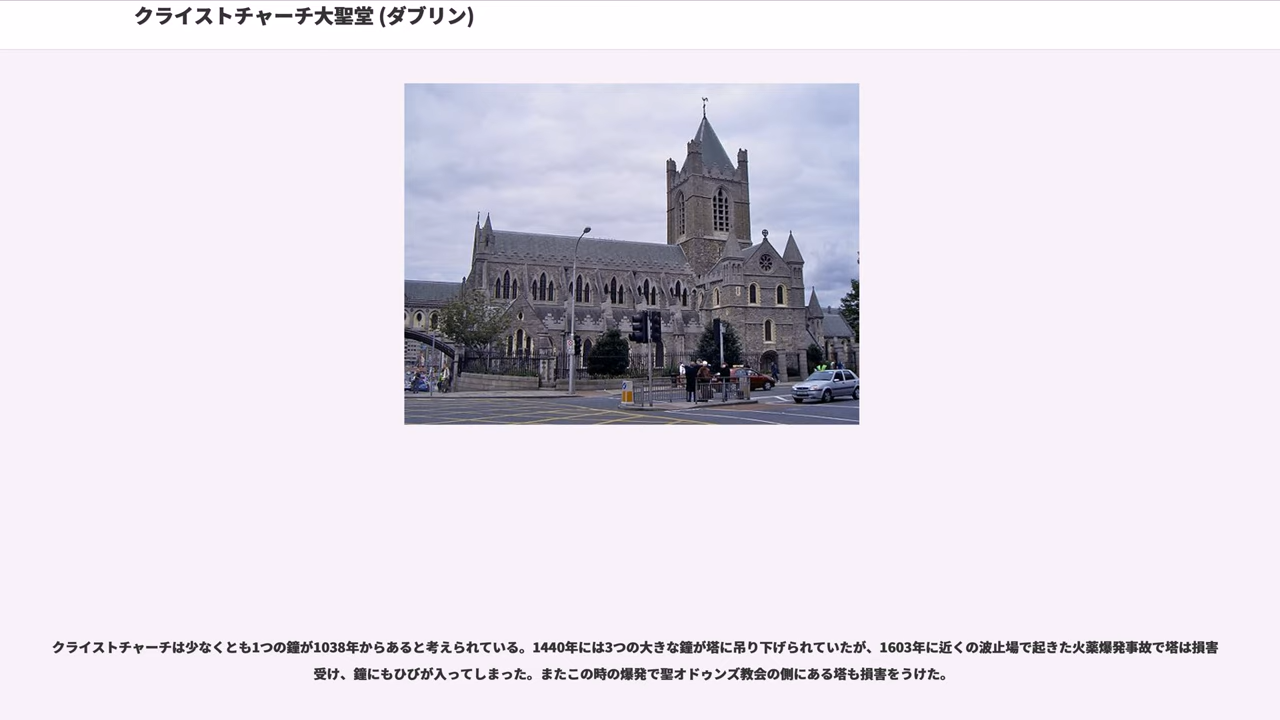 クライストチャーチ大聖堂 (ダブリン)
クライストチャーチは少なくとも1つの鐘が1038年からあると考えられている。1440年には3つの大きな鐘が塔に吊り下げられていたが、1603年に近くの波止場で起きた火薬爆発事故で塔は損害
受け、鐘にもひびが入ってしまった。またこの時の爆発で聖オドゥンズ教会の側にある塔も損害をうけた。